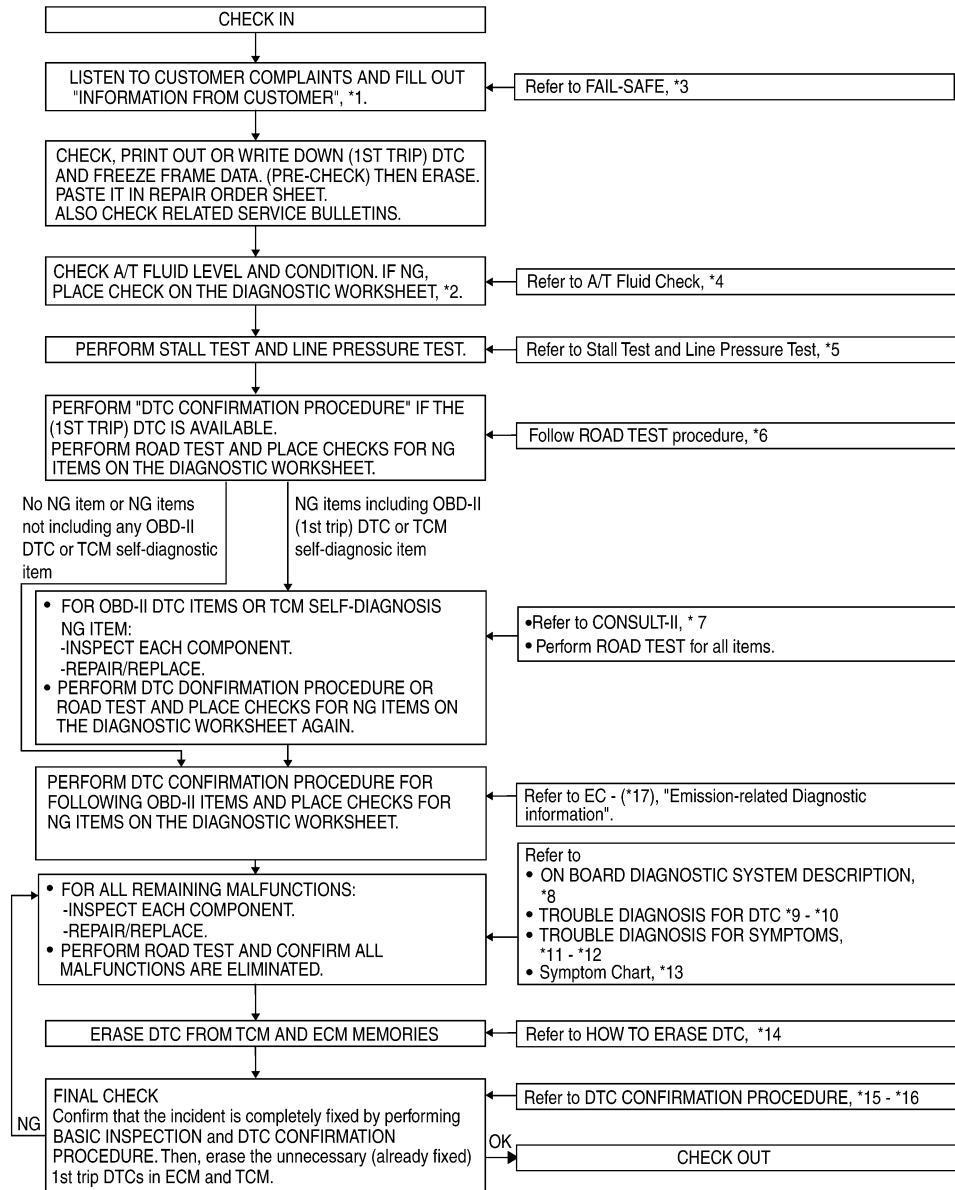 CHECK IN
LISTEN TO CUSTOMER COMPLAINTS AND FILL OUT
"INFORMATION FROM CUSTOMER", *1.
Refer to FAIL-SAFE, *3
CHECK, PRINT OUT OR WRITE DOWN (1ST TRIP) DTC
AND FREEZE FRAME DATA. (PRE-CHECK) THEN ERASE.
PASTE IT IN REPAIR ORDER SHEET.
ALSO CHECK RELATED SERVICE BULLETINS.
CHECK A/T FLUID LEVEL AND CONDITION. IF NG,
PLACE CHECK ON THE DIAGNOSTIC WORKSHEET, *2.
Refer to A/T Fluid Check, *4
PERFORM STALL TEST AND LINE PRESSURE TEST.
Refer to Stall Test and Line Pressure Test, *5
PERFORM "DTC CONFIRMATION PROCEDURE" IF THE
(1ST TRIP) DTC IS AVAILABLE.
PERFORM ROAD TEST AND PLACE CHECKS FOR NG
ITEMS ON THE DIAGNOSTIC WORKSHEET.
Follow ROAD TEST procedure, *6
No NG item or NG items
not including any OBD-II
DTC or TCM self-diagnostic
item
NG items including OBD-II
(1st trip) DTC or TCM
self-diagnosic item
• FOR OBD-II DTC ITEMS OR TCM SELF-DIAGNOSIS
NG ITEM:
-INSPECT EACH COMPONENT.
-REPAIR/REPLACE.
• PERFORM DTC DONFIRMATION PROCEDURE OR
ROAD TEST AND PLACE CHECKS FOR NG ITEMS ON
THE DIAGNOSTIC WORKSHEET AGAIN.
•Refer to CONSULT-II, * 7
• Perform ROAD TEST for all items.
PERFORM DTC CONFIRMATION PROCEDURE FOR
FOLLOWING OBD-II ITEMS AND PLACE CHECKS FOR
NG ITEMS ON THE DIAGNOSTIC WORKSHEET.
Refer to EC - (*17), "Emission-related Diagnostic
information".
• FOR ALL REMAINING MALFUNCTIONS:
-INSPECT EACH COMPONENT.
-REPAIR/REPLACE.
• PERFORM ROAD TEST AND CONFIRM ALL
MALFUNCTIONS ARE ELIMINATED.
Refer to
• ON BOARD DIAGNOSTIC SYSTEM DESCRIPTION,
*8
• TROUBLE DIAGNOSIS FOR DTC *9 - *10
• TROUBLE DIAGNOSIS FOR SYMPTOMS,
*11 - *12
• Symptom Chart, *13
ERASE DTC FROM TCM AND ECM MEMORIES
Refer to HOW TO ERASE DTC, *14
FINAL CHECK
Confirm that the incident is completely fixed by performing
BASIC INSPECTION and DTC CONFIRMATION
PROCEDURE. Then, erase the unnecessary (already fixed)
1st trip DTCs in ECM and TCM.
Refer to DTC CONFIRMATION PROCEDURE, *15 - *16
NG
OK
CHECK OUT